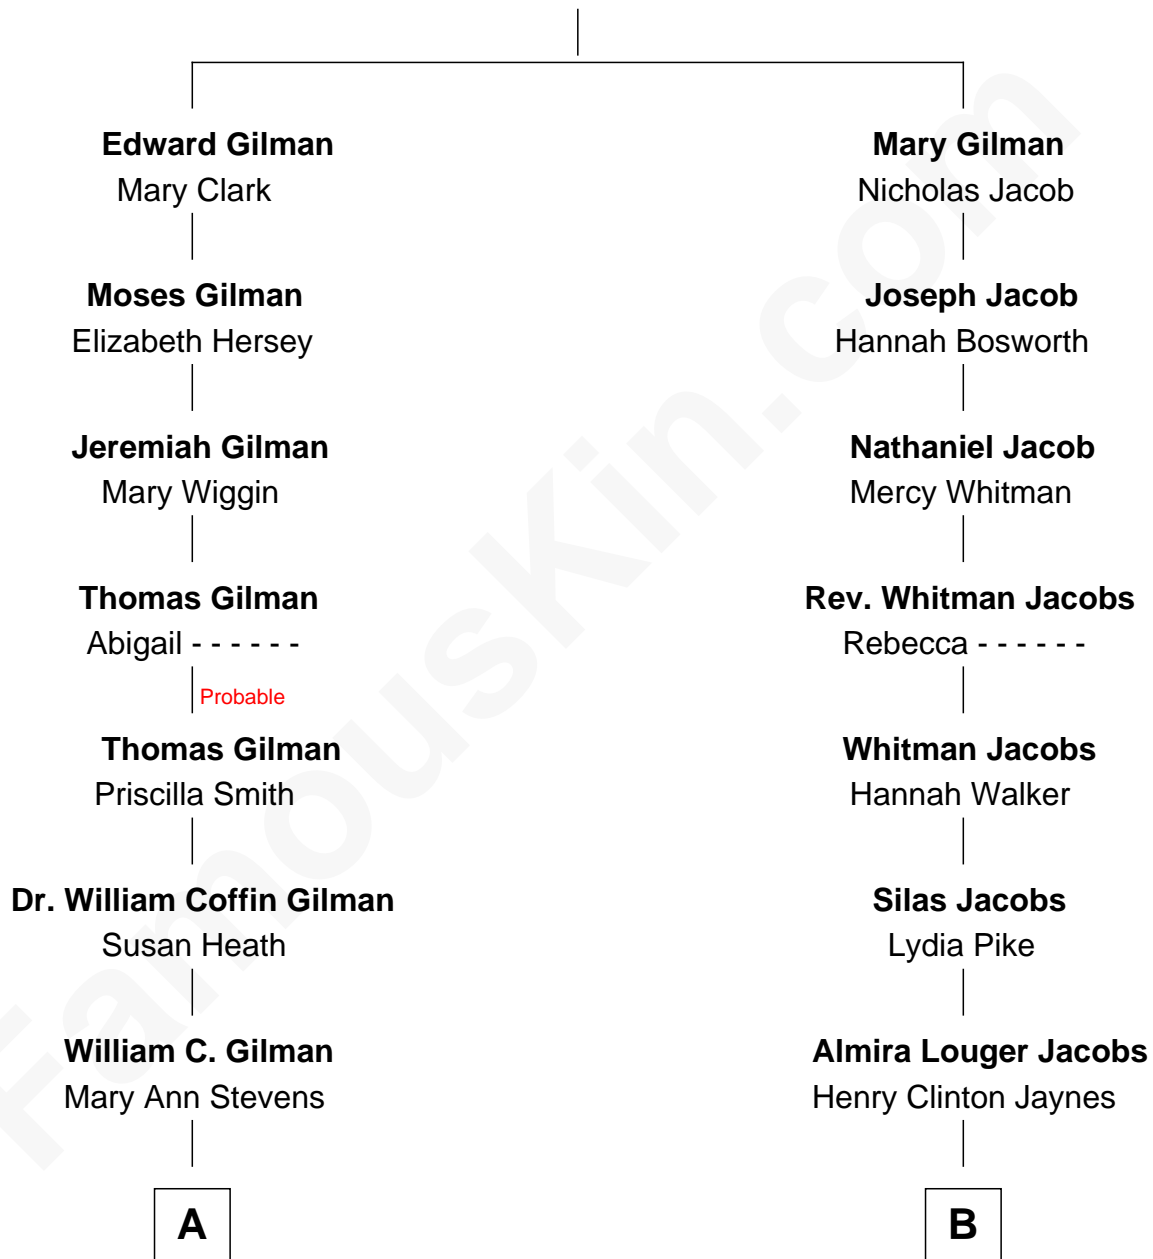 Edward Gilman
Mary Clark
Moses Gilman
Elizabeth Hersey
Jeremiah Gilman
Mary Wiggin
Thomas Gilman
Abigail - - - - - -
Probable
Thomas Gilman
Priscilla Smith
Dr. William Coffin Gilman
Susan Heath
William C. Gilman
Mary Ann Stevens
A
Mary Gilman
Nicholas Jacob
Joseph Jacob
Hannah Bosworth
Nathaniel Jacob
Mercy Whitman
Rev. Whitman Jacobs
Rebecca - - - - - -
Whitman Jacobs
Hannah Walker
Silas Jacobs
Lydia Pike
Almira Louger Jacobs
Henry Clinton Jaynes
B
FamousKin.com